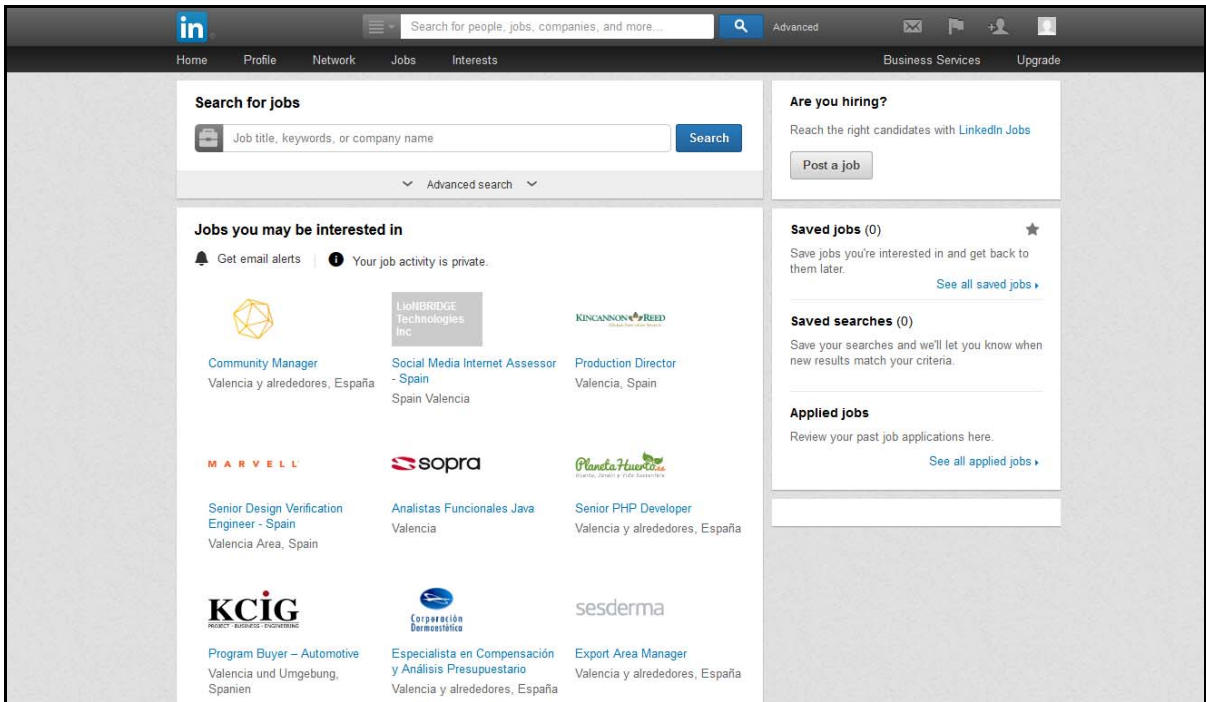 in
Search for people, jobs, companies, and more...
Advanced
Home Profile Network Jobs Interests
Business Services Upgrade
Search for jobs
Job title, keywords, or company name
Search
Advanced search
Jobs you may be interested in
Get email alerts
Your job activity is private.
LioNBRIDGE
Technologies
Inc
KINCANNON REED
Community Manager
Valencia y alrededores, España
Social Media Internet Assessor
- Spain
Spain Valencia
Production Director
Valencia, Spain
MARVELL
sopra
PlanetaHuerto.es
Senior Design Verification
Engineer - Spain
Valencia Area, Spain
Analistas Funcionales Java
Valencia
Senior PHP Developer
Valencia y alrededores, España
KCiG
PROJECT - BUSINESS - ENGINEERING
Corporación
Dermoestética
sesderma
Program Buyer – Automotive
Valencia und Umgebung,
Spanien
Especialista en Compensación
y Análisis Presupuestario
Valencia y alrededores, España
Export Area Manager
Valencia y alrededores, España
Are you hiring?
Reach the right candidates with LinkedIn Jobs
Post a job
Saved jobs (0)
Save jobs you're interested in and get back to
them later.
See all saved jobs
Saved searches (0)
Save your searches and we'll let you know when
new results match your criteria.
Applied jobs
Review your past job applications here.
See all applied jobs